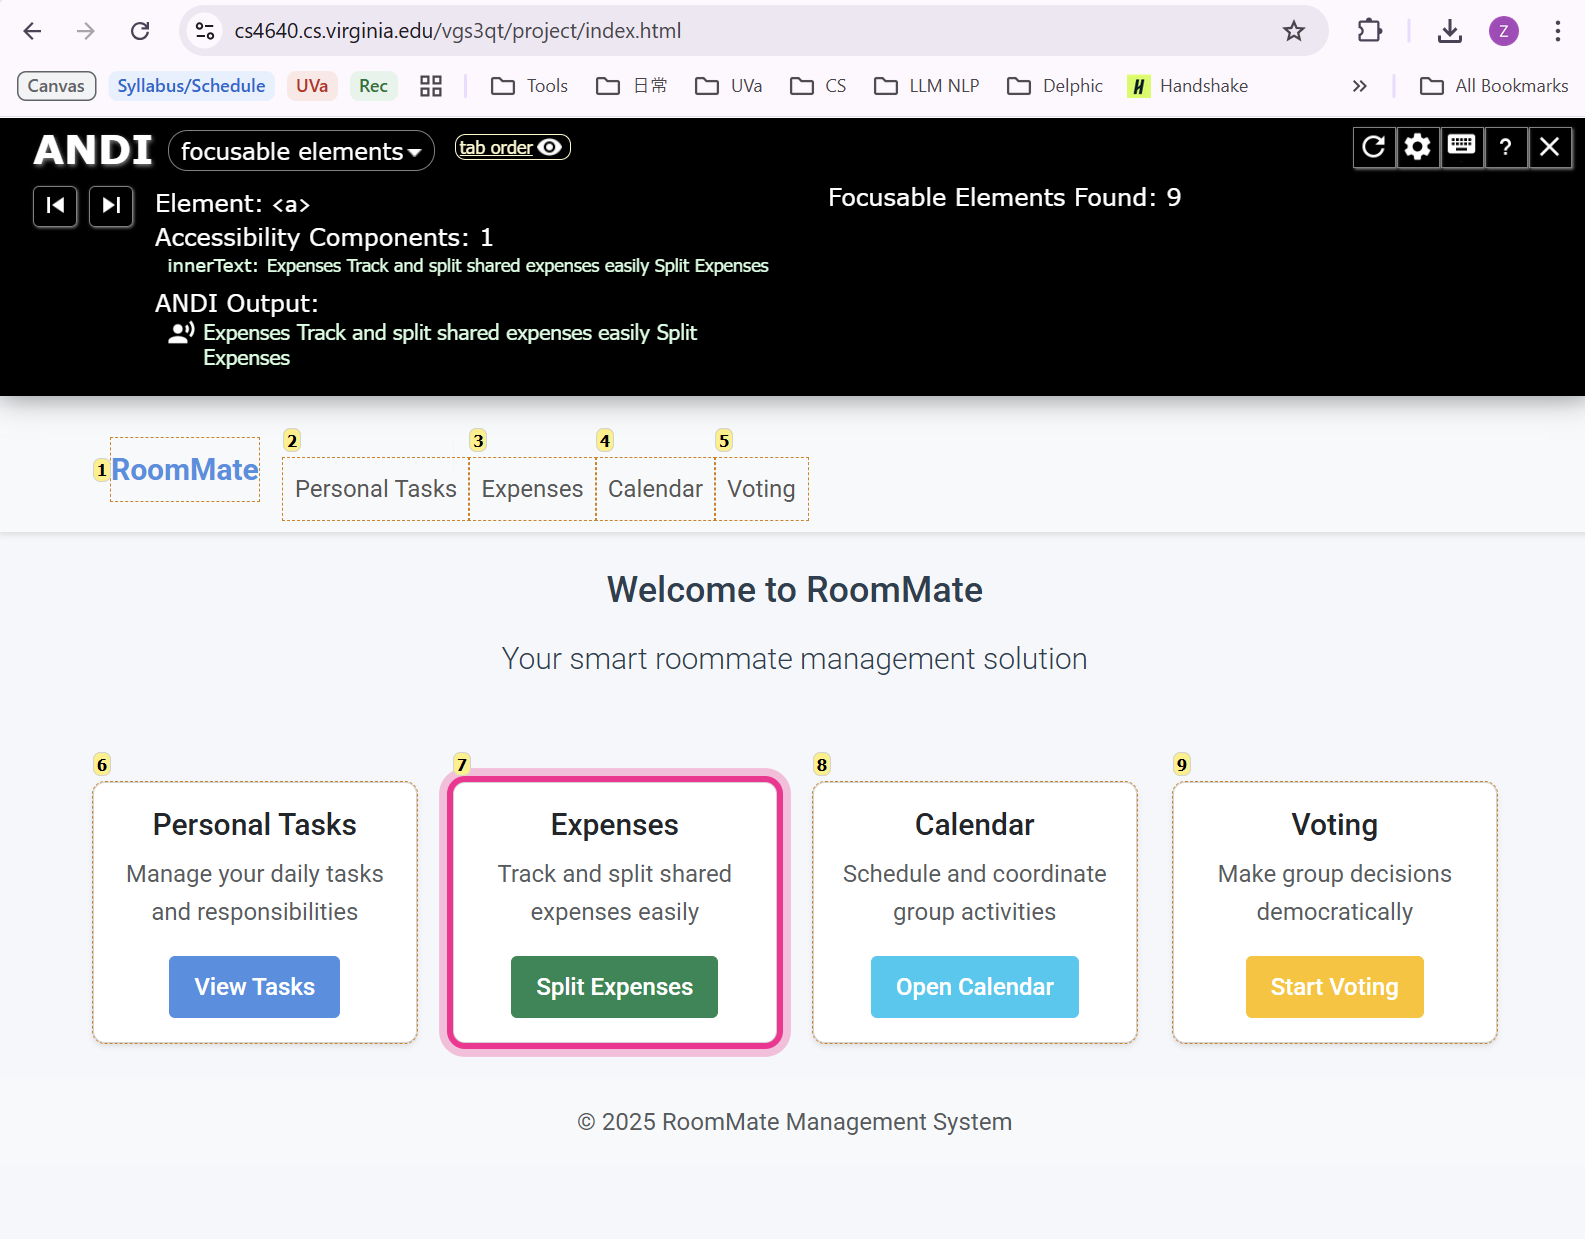 cs4640.cs.virginia.edu/vgs3qt/project/index.html
Z
Canvas
Syllabus/Schedule
UVa
Rec
Tools
日常
UVa
CS
LLM NLP
Delphic
H Handshake
»
All Bookmarks
ANDI
focusable elements
tab order
?
Element: <a>
Focusable Elements Found: 9
Accessibility Components: 1
innerText: Expenses Track and split shared expenses easily Split Expenses
ANDI Output:
Expenses Track and split shared expenses easily Split
Expenses
1
RoomMate
2
Personal Tasks
3
Expenses
4
Calendar
5
Voting
Welcome to RoomMate
Your smart roommate management solution
6
Personal Tasks
Manage your daily tasks
and responsibilities
View Tasks
7
Expenses
Track and split shared
expenses easily
Split Expenses
8
Calendar
Schedule and coordinate
group activities
Open Calendar
9
Voting
Make group decisions
democratically
Start Voting
© 2025 RoomMate Management System